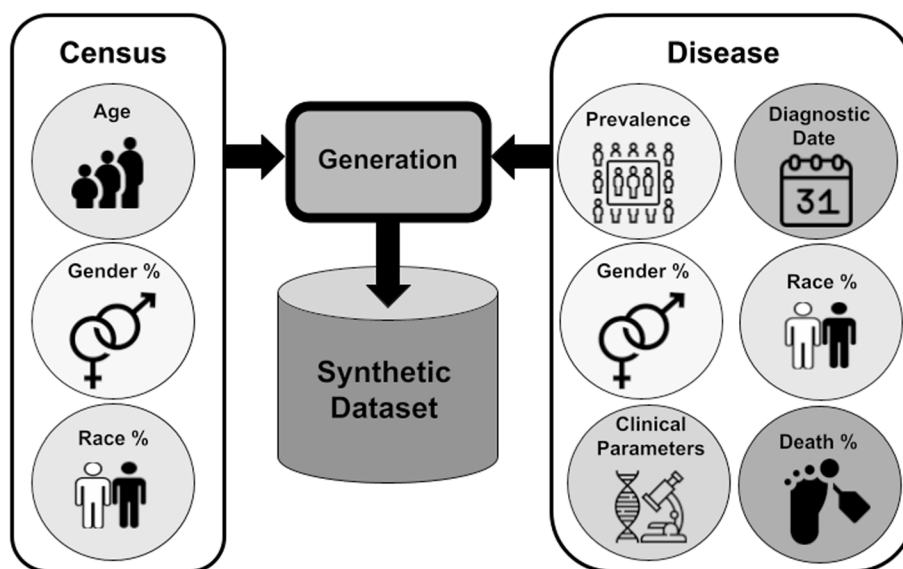 Census
Age
Gender %
Race %
Generation
Synthetic
Dataset
Disease
Prevalence
Diagnostic
Date
31
Gender %
Race %
Clinical
Parameters
Death %